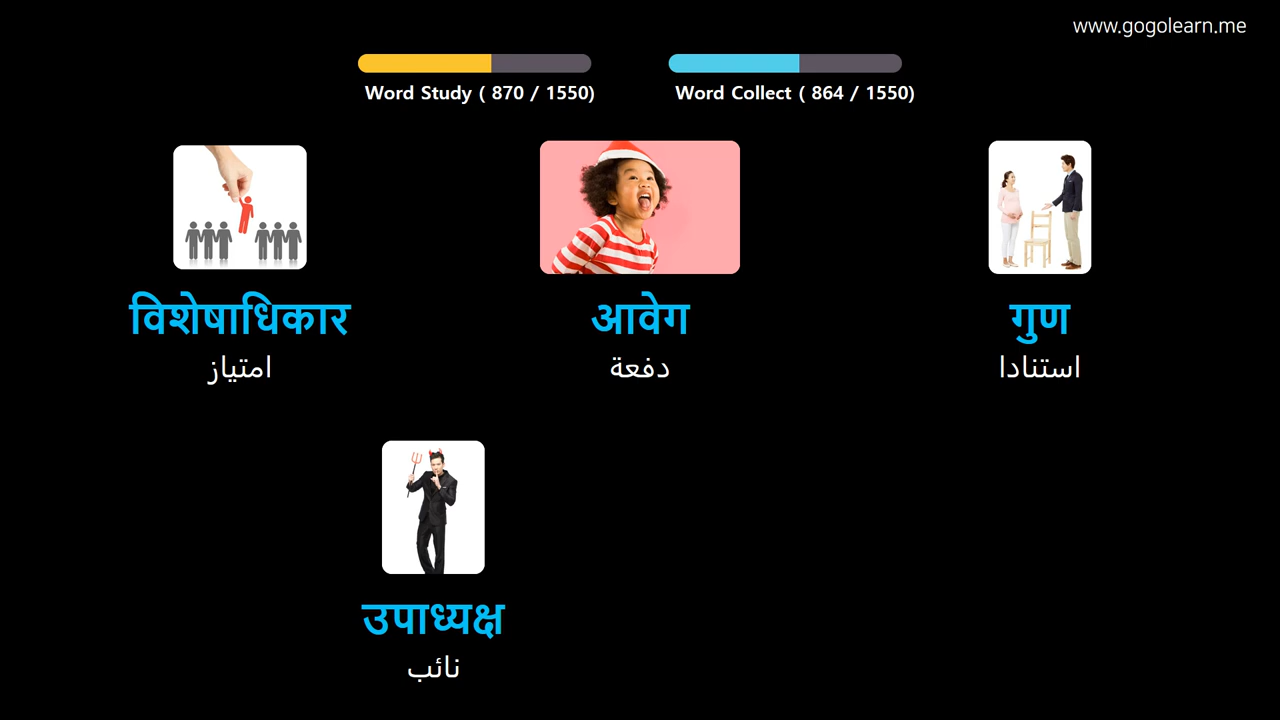 www.gogolearn.me
Word Study ( 870 / 1550)
Word Collect ( 864 / 1550)
विशेषाधिकार
امتياز
आवेग
دفعة
गुण
استنادا
उपाध्यक्ष
نائب